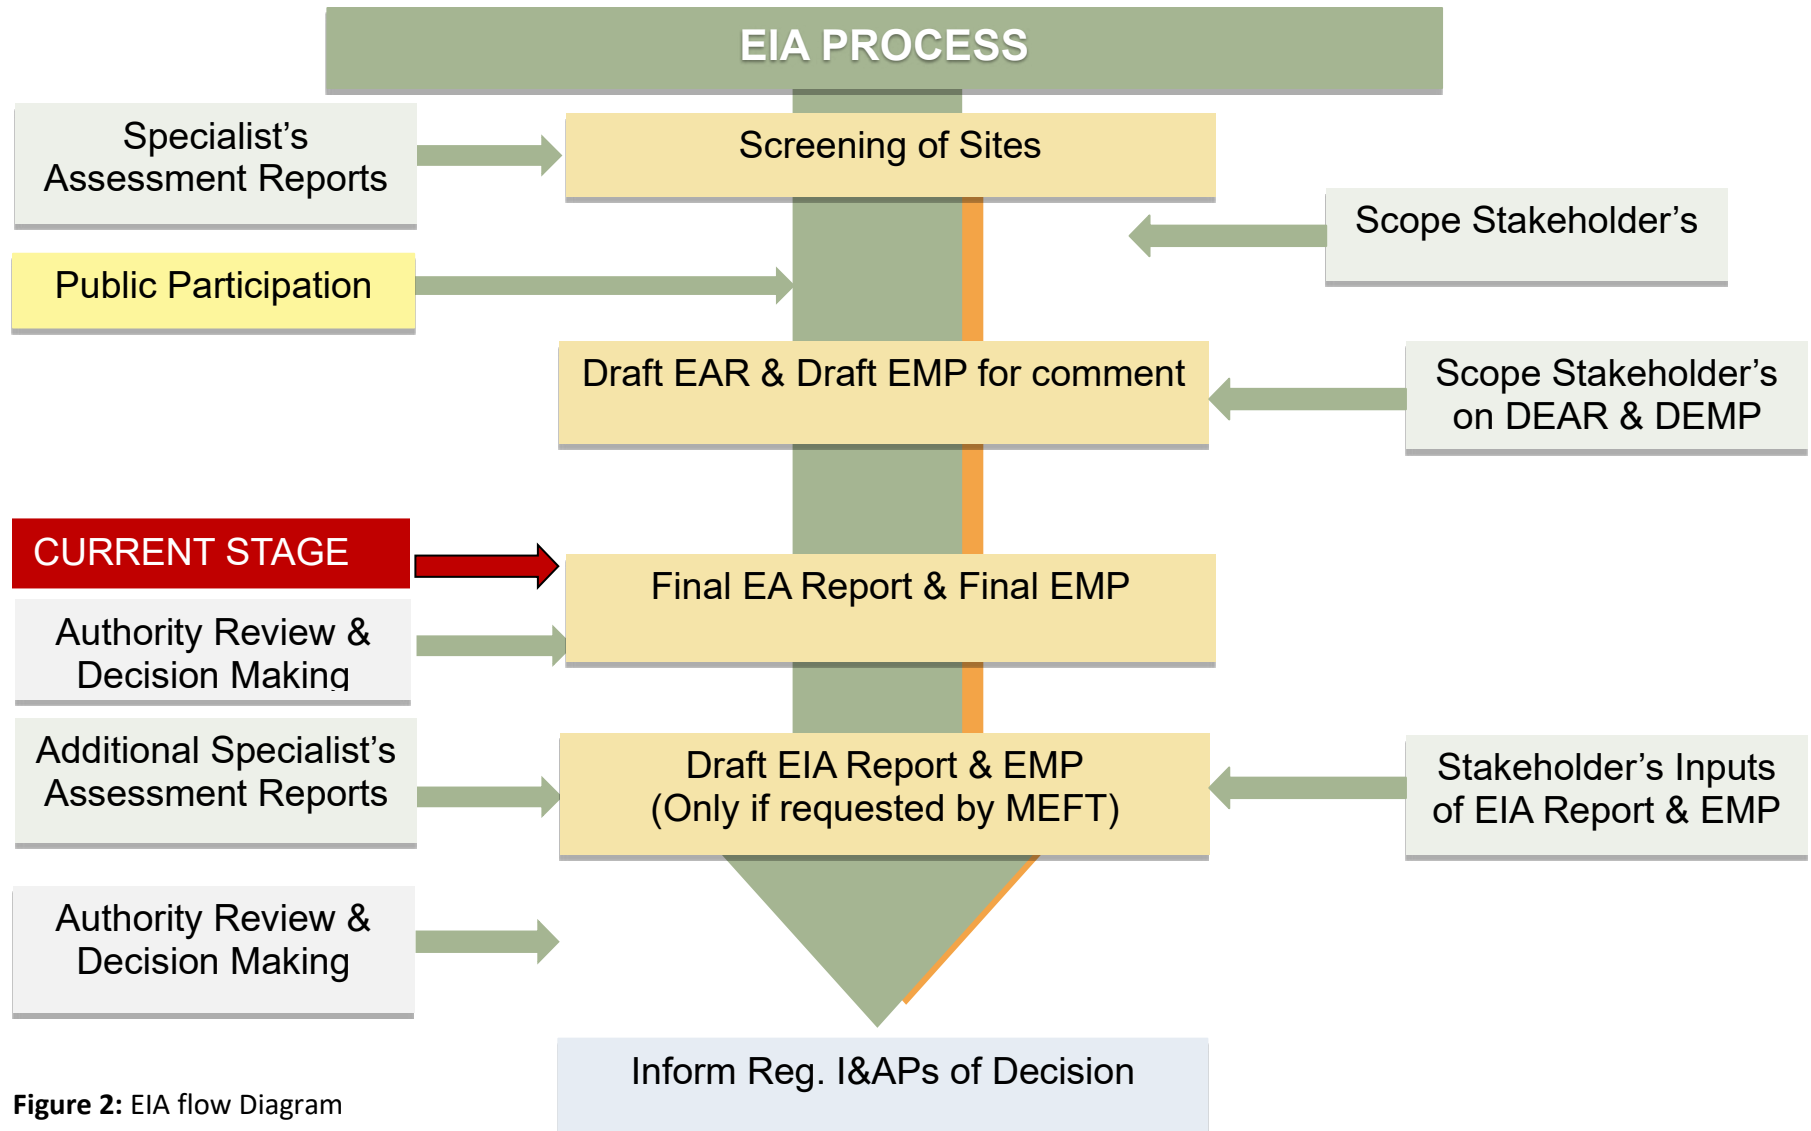 EIA PROCESS
Specialist’s
Assessment Reports
Screening of Sites
Scope Stakeholder’s
Public Participation
Draft EAR & Draft EMP for comment
Scope Stakeholder’s
on DEAR & DEMP
CURRENT STAGE
Final EA Report & Final EMP
Authority Review &
Decision Making
Additional Specialist’s
Assessment Reports
Draft EIA Report & EMP
(Only if requested by MEFT)
Stakeholder’s Inputs
of EIA Report & EMP
Authority Review &
Decision Making
Inform Reg. I&APs of Decision
Figure 2: EIA flow Diagram